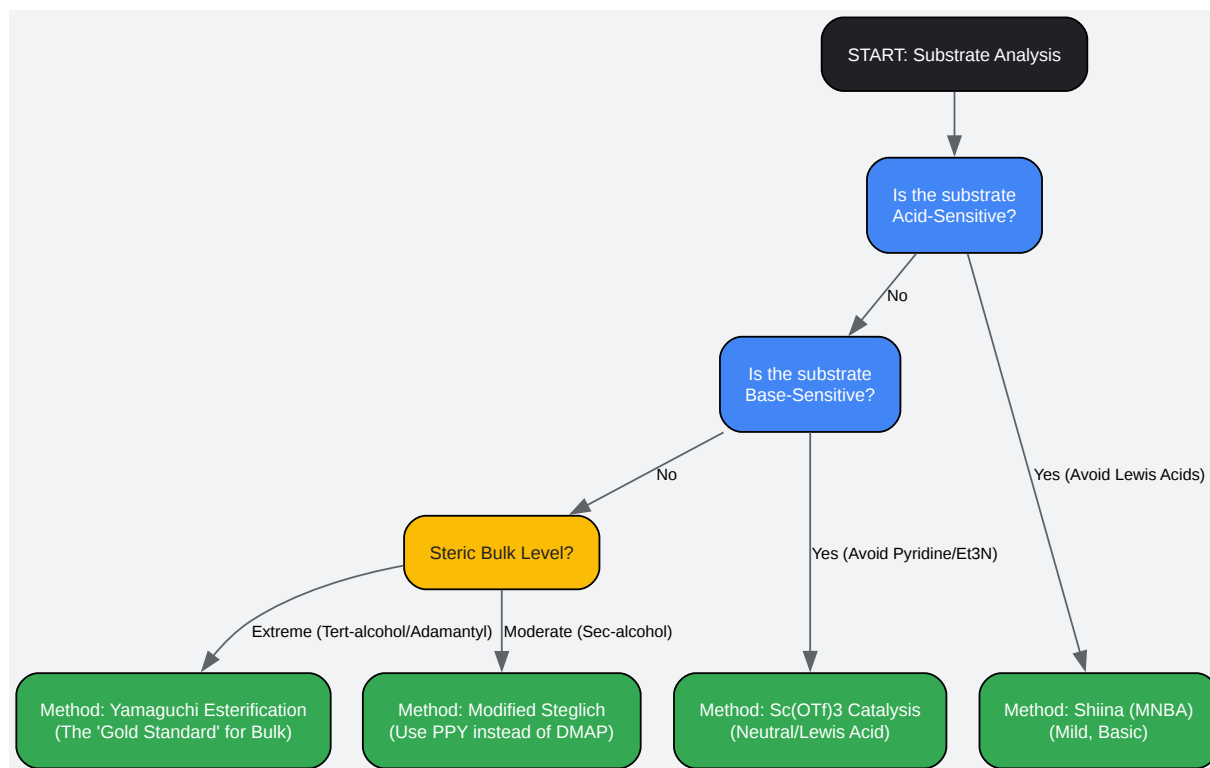 START: Substrate Analysis
Is the substrate
Acid-Sensitive?
No
Is the substrate
Base-Sensitive?
Yes (Avoid Lewis Acids)
No
Steric Bulk Level?
Yes (Avoid Pyridine/Et3N)
Extreme (Tert-alcohol/Adamantyl)
Moderate (Sec-alcohol)
Method: Yamaguchi Esterification
(The 'Gold Standard' for Bulk)
Method: Modified Steglich
(Use PPY instead of DMAP)
Method: Sc(OTf)3 Catalysis
(Neutral/Lewis Acid)
Method: Shiina (MNBA)
(Mild, Basic)